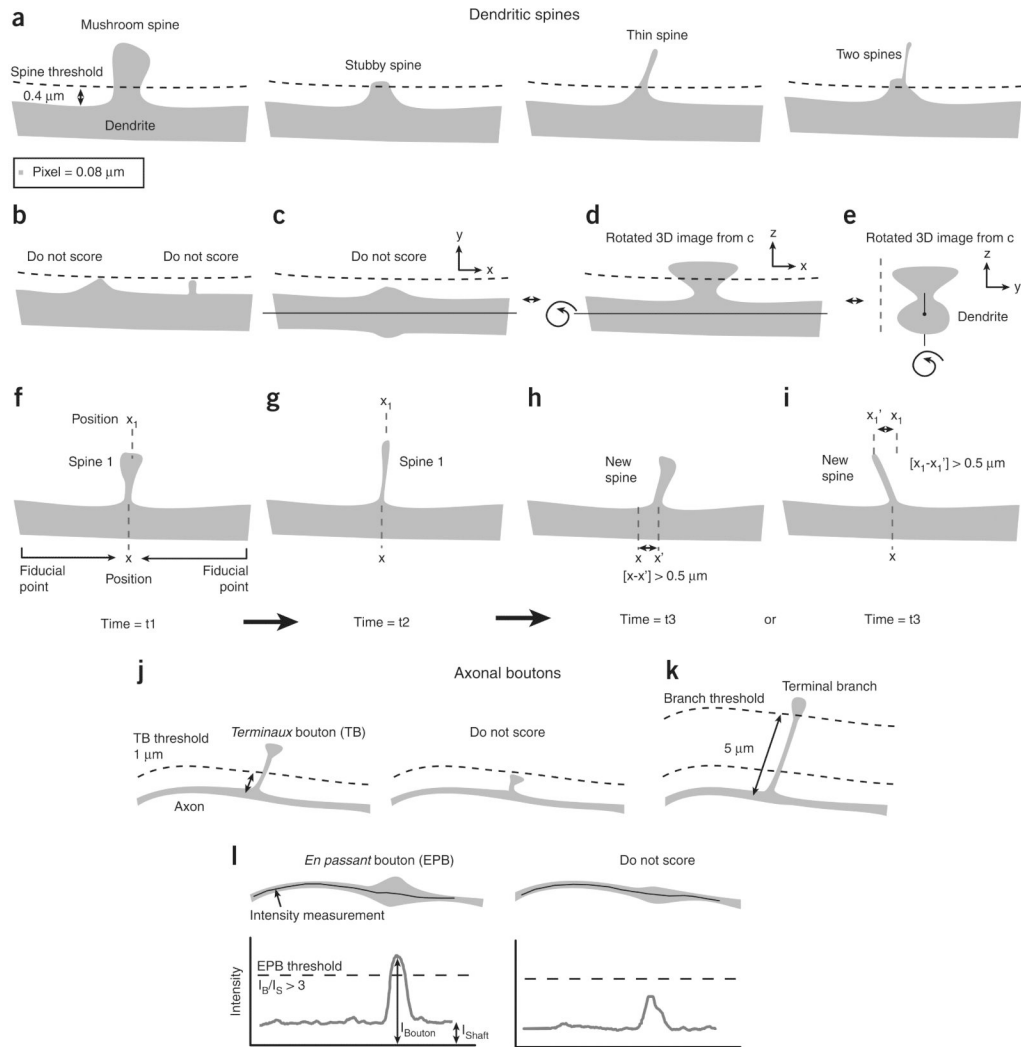 a
Dendritic spines
Mushroom spine
Spine threshold
0.4 μm
Dendrite
Stubby spine
Thin spine
Two spines
Pixel = 0.08 μm
b
Do not score
Do not score
c
Do not score
y
x
d
Rotated 3D image from c
z
x
e
Rotated 3D image from c
z
y
Dendrite
f
Position x₁
Spine 1
x
Fiducial
point
Position
Fiducial
point
Time = t1
g
x₁
Spine 1
x
Time = t2
h
New
spine
x x'
[x-x'] > 0.5 μm
Time = t3
or
i
x₁' x₁
New
spine
[x₁-x₁'] > 0.5 μm
x
Time = t3
j
Axonal boutons
TB threshold
1 μm
Terminaux bouton (TB)
Axon
Do not score
k
Branch threshold
Terminal branch
5 μm
l
En passant bouton (EPB)
Intensity measurement
Do not score
Intensity
EPB threshold
I_B/I_S > 3
I_Bouton
I_Shaft